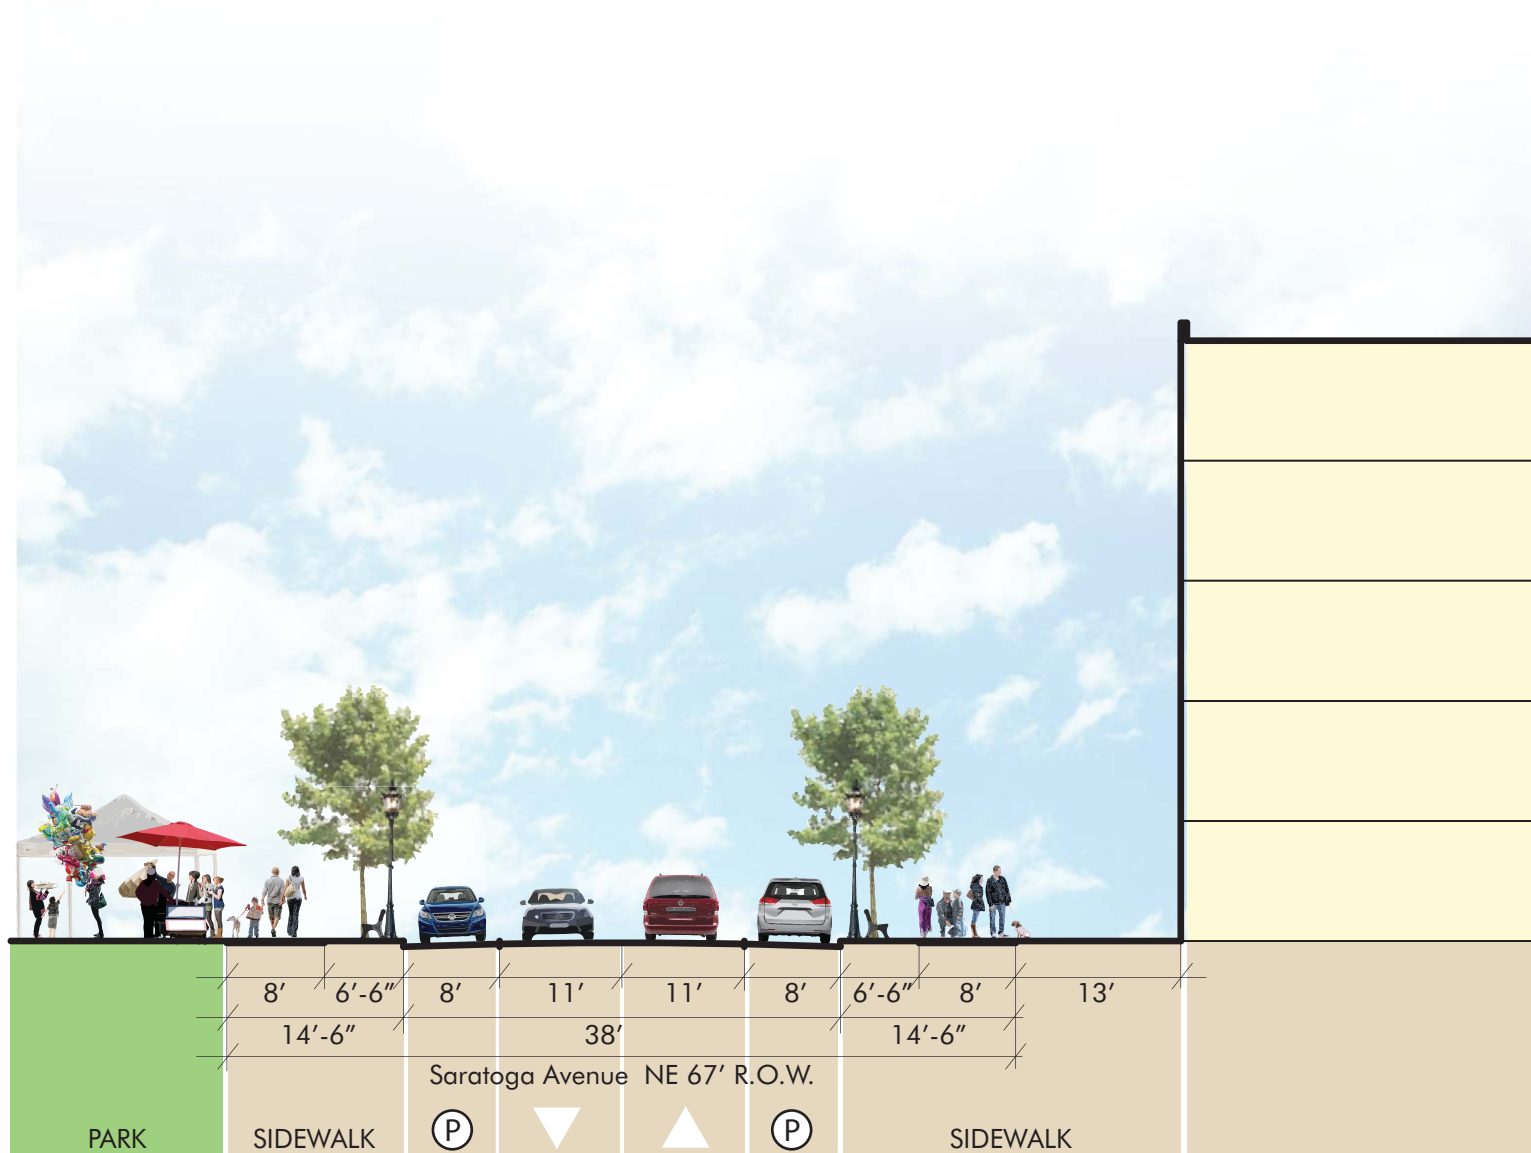 8′ 6′-6″ 8′ 11′ 11′ 8′ 6′-6″ 8′ 13′
14′-6″ 38′ 14′-6″
Saratoga Avenue NE 67′ R.O.W.
P P
PARK SIDEWALK SIDEWALK